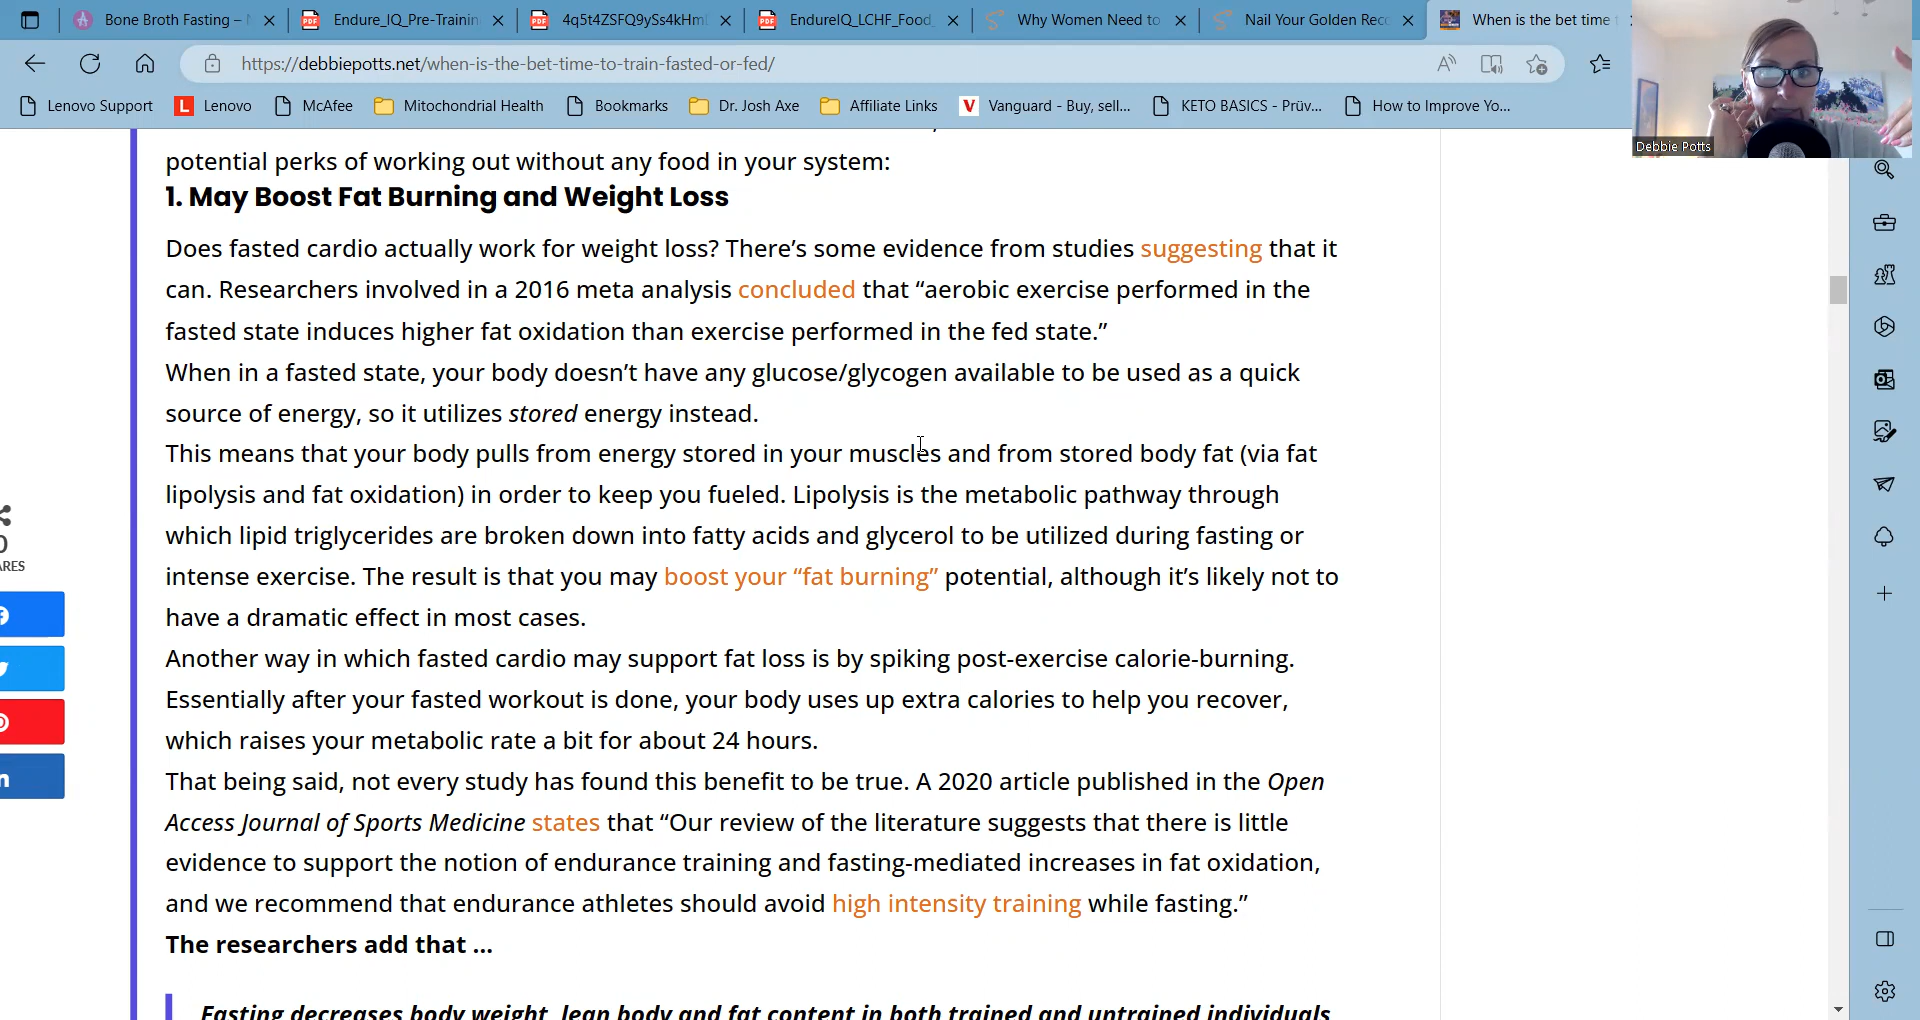 Bone Broth Fasting –
Endure_IQ_Pre-Trainin
4q5t4ZSFQ9ySs4kHm
EndureIQ_LCHF_Food_
Why Women Need to
Nail Your Golden Rec
When is the bet time
https://debbiepotts.net/when-is-the-bet-time-to-train-fasted-or-fed/
Lenovo Support
Lenovo
McAfee
Mitochondrial Health
Bookmarks
Dr. Josh Axe
Affiliate Links
Vanguard - Buy, sell...
KETO BASICS - Prüv...
How to Improve Yo...
Debbie Potts
potential perks of working out without any food in your system:
1. May Boost Fat Burning and Weight Loss
Does fasted cardio actually work for weight loss? There’s some evidence from studies suggesting that it
can. Researchers involved in a 2016 meta analysis concluded that “aerobic exercise performed in the
fasted state induces higher fat oxidation than exercise performed in the fed state.”
When in a fasted state, your body doesn’t have any glucose/glycogen available to be used as a quick
source of energy, so it utilizes stored energy instead.
This means that your body pulls from energy stored in your muscles and from stored body fat (via fat
lipolysis and fat oxidation) in order to keep you fueled. Lipolysis is the metabolic pathway through
which lipid triglycerides are broken down into fatty acids and glycerol to be utilized during fasting or
intense exercise. The result is that you may boost your “fat burning” potential, although it’s likely not to
have a dramatic effect in most cases.
Another way in which fasted cardio may support fat loss is by spiking post-exercise calorie-burning.
Essentially after your fasted workout is done, your body uses up extra calories to help you recover,
which raises your metabolic rate a bit for about 24 hours.
That being said, not every study has found this benefit to be true. A 2020 article published in the Open
Access Journal of Sports Medicine states that “Our review of the literature suggests that there is little
evidence to support the notion of endurance training and fasting-mediated increases in fat oxidation,
and we recommend that endurance athletes should avoid high intensity training while fasting.”
The researchers add that ...
Fasting decreases body weight, lean body and fat content in both trained and untrained individuals
0
ARES